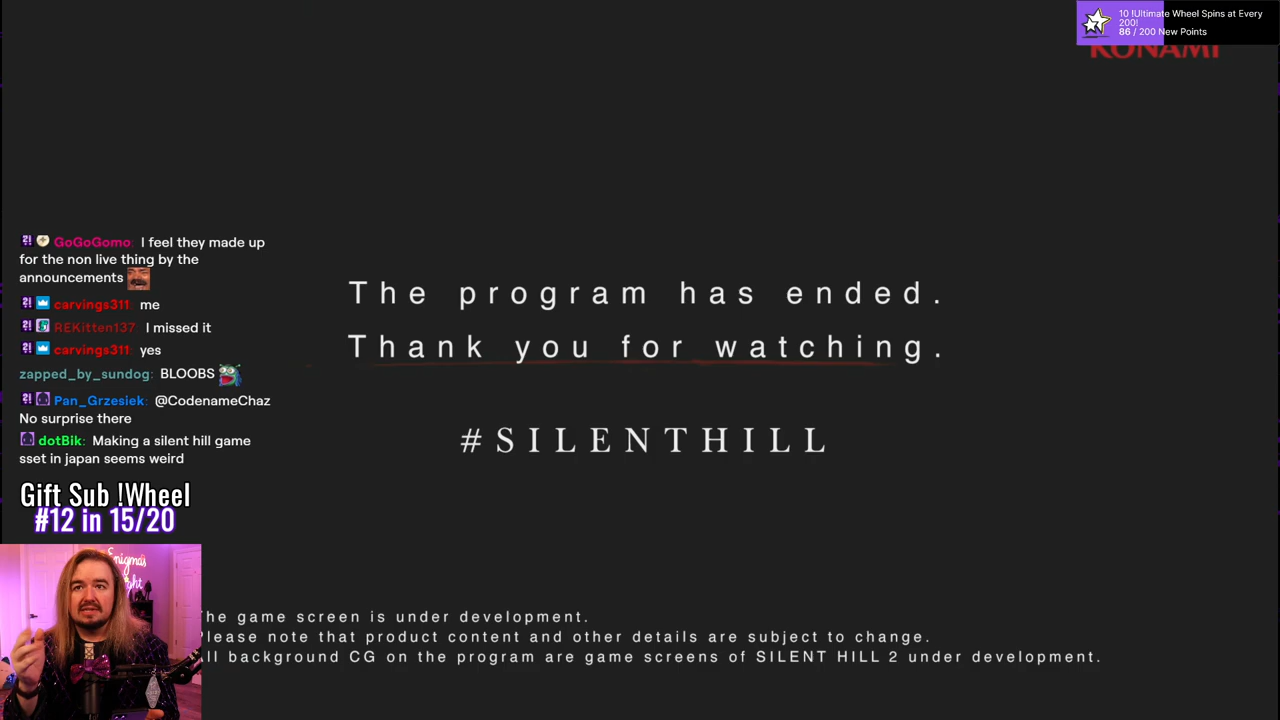 10 !Ultimate Wheel Spins at Every
200!
86 / 200 New Points
KONAMI
GoGoGomo: I feel they made up
for the non live thing by the
announcements
carvings311: me
REKitten137: I missed it
carvings311: yes
zapped_by_sundog: BLOOBS
Pan_Grzesiek: @CodenameChaz
No surprise there
dotBik: Making a silent hill game
sset in japan seems weird
The program has ended.
Thank you for watching.
#SILENTHILL
Gift Sub !Wheel
#12 in 15/20
The game screen is under development.
Please note that product content and other details are subject to change.
ll background CG on the program are game screens of SILENT HILL 2 under development.